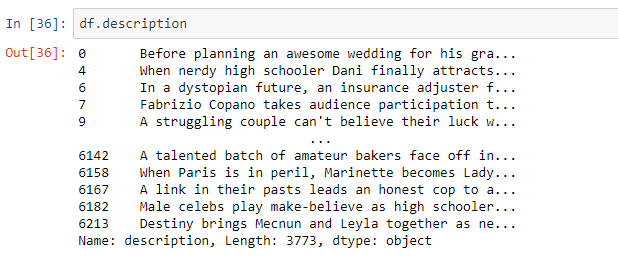 In [36]: df.description
Out[36]: 0 Before planning an awesome wedding for his gra...
4 When nerdy high schooler Dani finally attracts...
6 In a dystopian future, an insurance adjuster f...
7 Fabrizio Copano takes audience participation t...
9 A struggling couple can't believe their luck w...
...
6142 A talented batch of amateur bakers face off in...
6158 When Paris is in peril, Marinette becomes Lady...
6167 A link in their pasts leads an honest cop to a...
6182 Male celebs play make-believe as high schooler...
6213 Destiny brings Mecnun and Leyla together as ne...
Name: description, Length: 3773, dtype: object